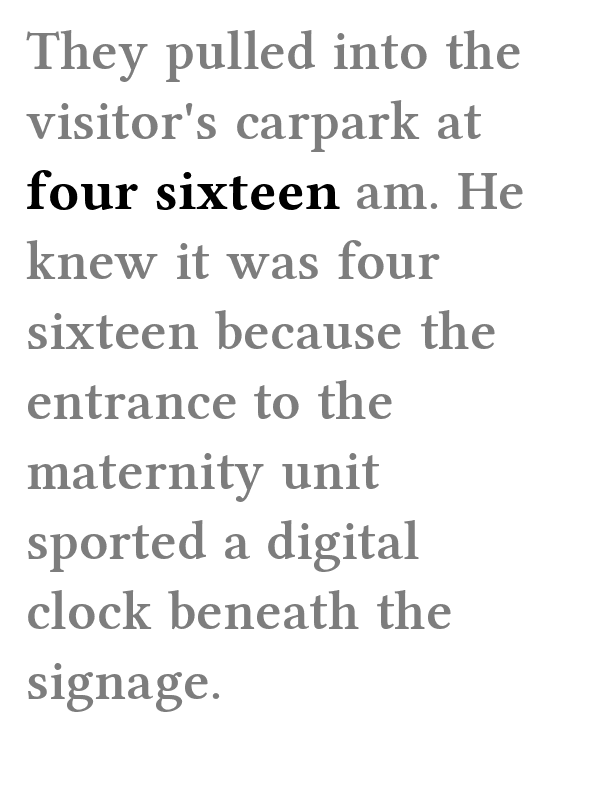 They pulled into the
visitor's carpark at
four sixteen am. He
knew it was four
sixteen because the
entrance to the
maternity unit
sported a digital
clock beneath the
signage.